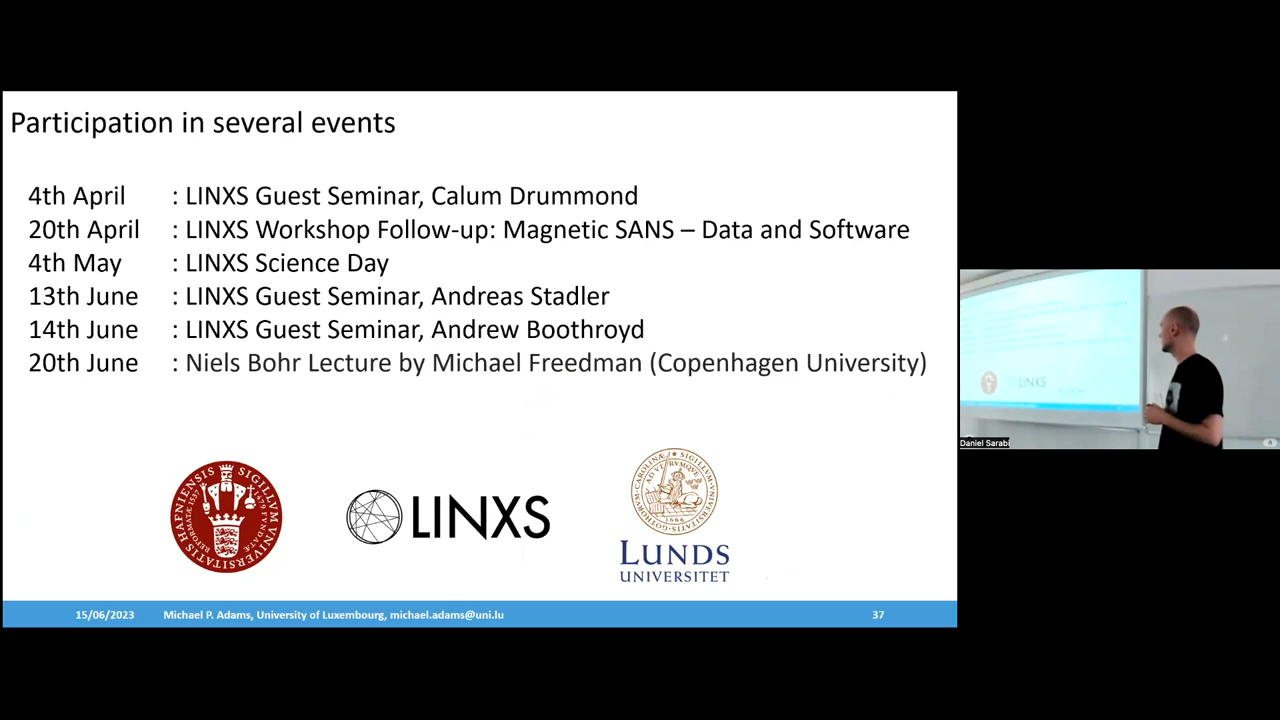 Participation in several events
4th April : LINXS Guest Seminar, Calum Drummond
20th April : LINXS Workshop Follow-up: Magnetic SANS – Data and Software
4th May : LINXS Science Day
13th June : LINXS Guest Seminar, Andreas Stadler
14th June : LINXS Guest Seminar, Andrew Boothroyd
20th June : Niels Bohr Lecture by Michael Freedman (Copenhagen University)
LINXS
LUNDS
UNIVERSITET
1666
15/06/2023 Michael P. Adams, University of Luxembourg, michael.adams@uni.lu 37
LINXS
Daniel Sarabi